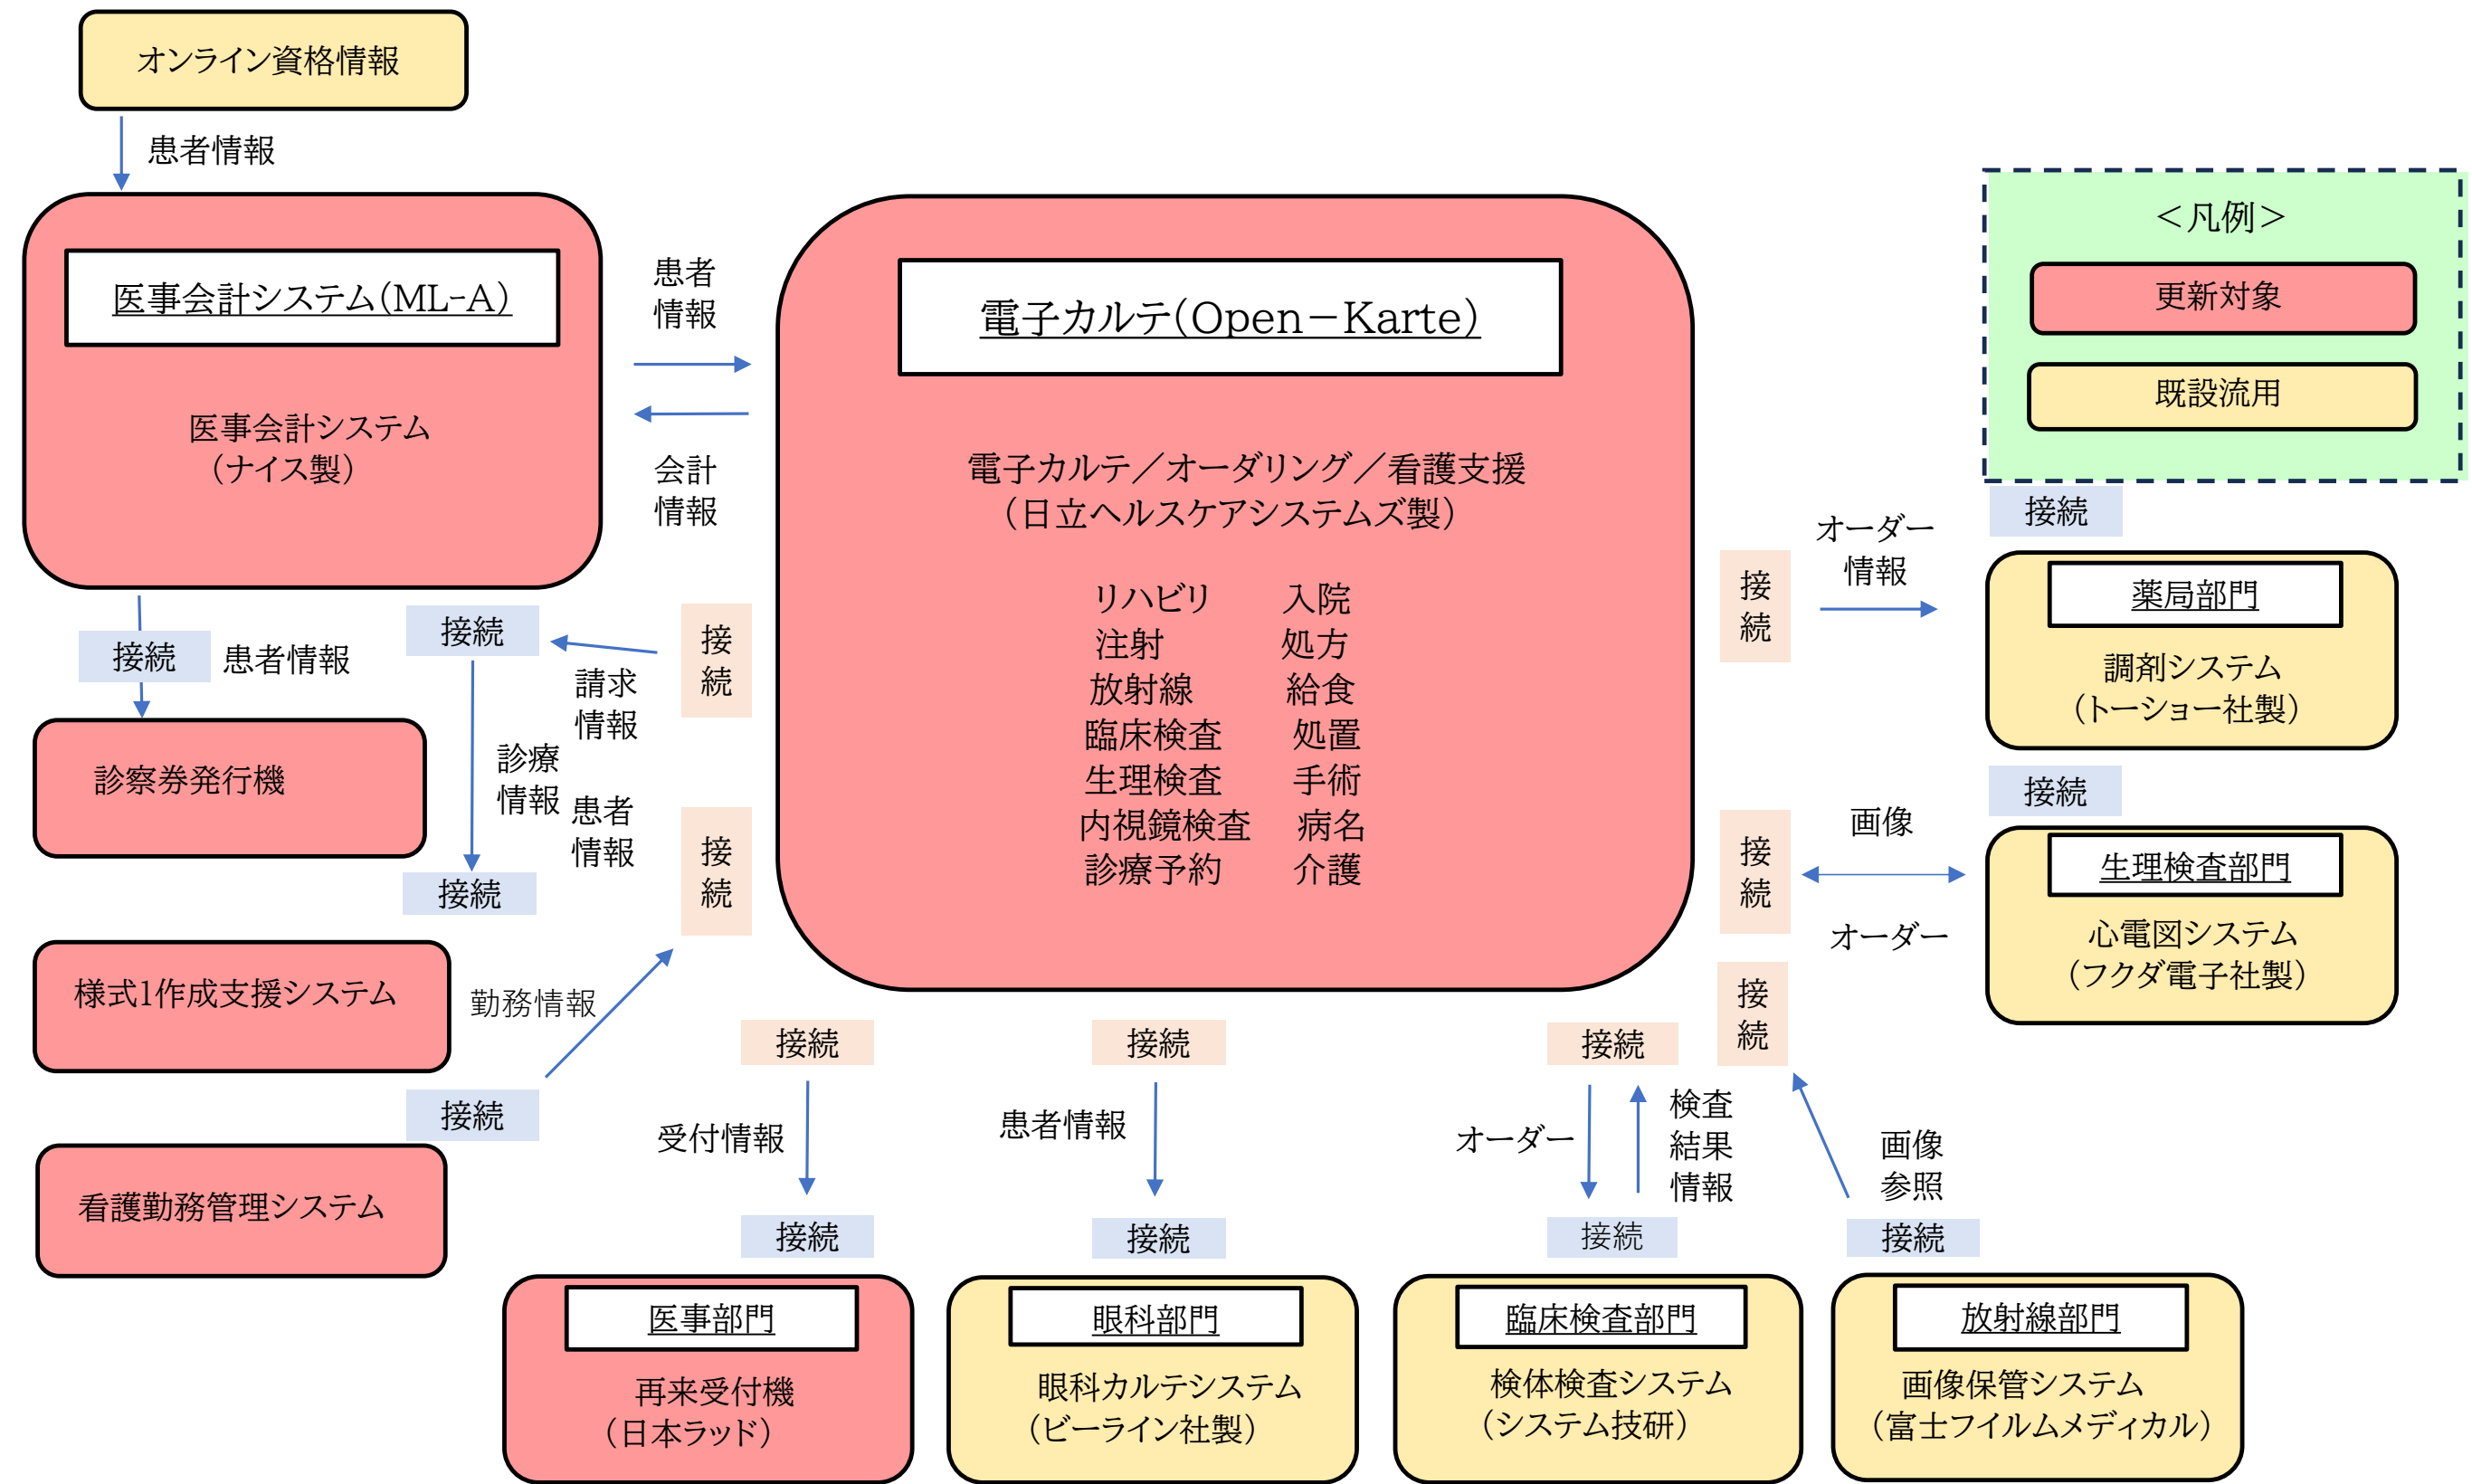 オンライン資格情報
患者情報
医事会計システム(ML-A)
医事会計システム
(ナイス製)
患者
情報
会計
情報
電子カルテ(Open－Karte)
電子カルテ／オーダリング／看護支援
(日立ヘルスケアシステムズ製)
リハビリ 入院
注射 処方
放射線 給食
臨床検査 処置
生理検査 手術
内視鏡検査 病名
診療予約 介護
＜凡例＞
更新対象
既設流用
接続
オーダー
情報
接続
薬局部門
調剤システム
(トーショー社製)
接続
接続
画像
オーダー
生理検査部門
心電図システム
(フクダ電子社製)
接続
患者情報
接続
接続
請求
情報
診療
情報
診察券発行機
患者
情報
接続
接続
様式1作成支援システム
勤務情報
接続
看護勤務管理システム
接続
受付情報
接続
医事部門
再来受付機
(日本ラッド)
接続
患者情報
接続
眼科部門
眼科カルテシステム
(ビーライン社製)
接続
オーダー
検査
結果
情報
接続
臨床検査部門
検体検査システム
(システム技研)
接続
画像
参照
接続
放射線部門
画像保管システム
(富士フイルムメディカル)